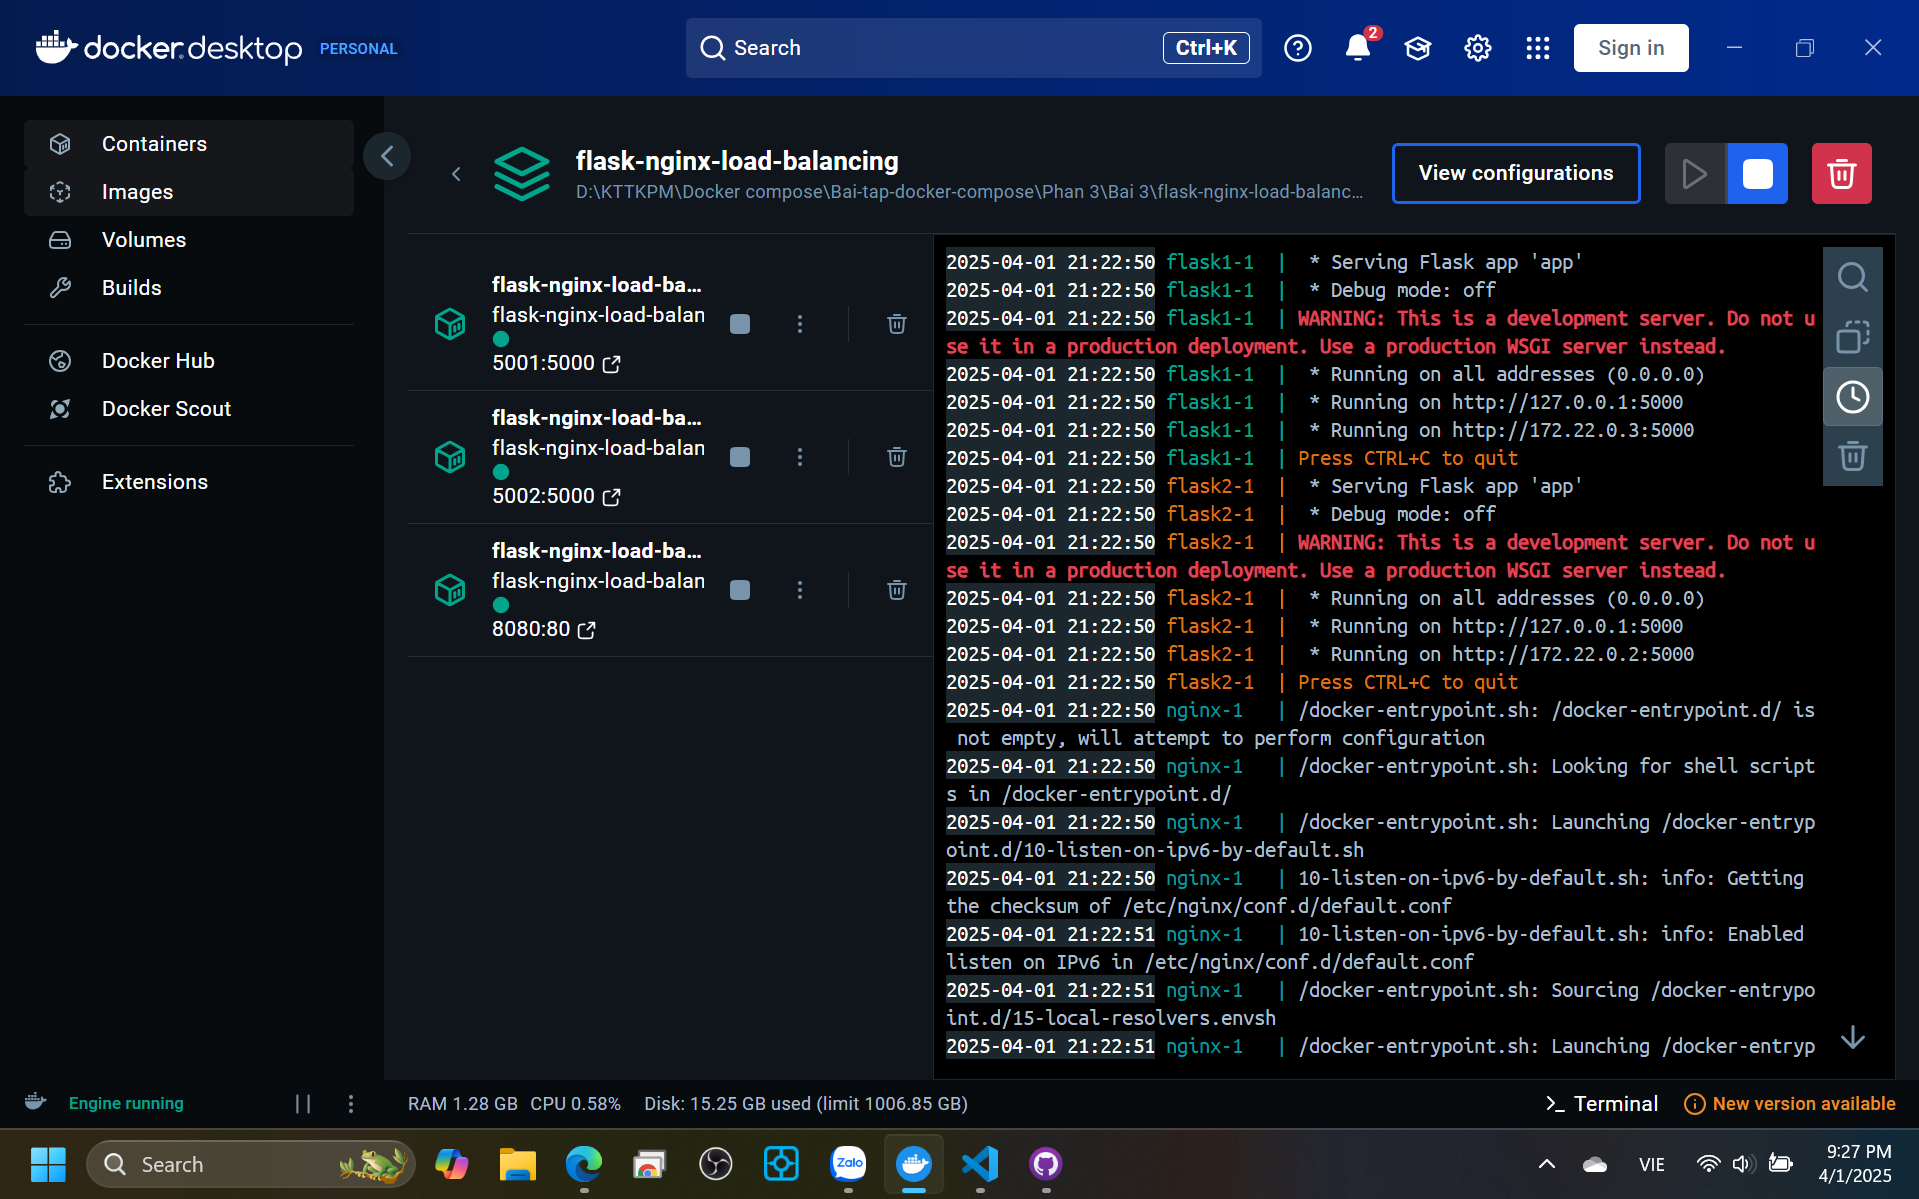 docker desktop PERSONAL
Search
Ctrl+K
2
Sign in
Containers
Images
Volumes
Builds
Docker Hub
Docker Scout
Extensions
flask-nginx-load-balancing
D:\KTTKPM\Docker compose\Bai-tap-docker-compose\Phan 3\Bai 3\flask-nginx-load-balanc...
View configurations
flask-nginx-load-ba...
flask-nginx-load-balan
5001:5000
flask-nginx-load-ba...
flask-nginx-load-balan
5002:5000
flask-nginx-load-ba...
flask-nginx-load-balan
8080:80
2025-04-01 21:22:50 flask1-1  |  * Serving Flask app 'app'
2025-04-01 21:22:50 flask1-1  |  * Debug mode: off
2025-04-01 21:22:50 flask1-1  | WARNING: This is a development server. Do not u
se it in a production deployment. Use a production WSGI server instead.
2025-04-01 21:22:50 flask1-1  |  * Running on all addresses (0.0.0.0)
2025-04-01 21:22:50 flask1-1  |  * Running on http://127.0.0.1:5000
2025-04-01 21:22:50 flask1-1  |  * Running on http://172.22.0.3:5000
2025-04-01 21:22:50 flask1-1  | Press CTRL+C to quit
2025-04-01 21:22:50 flask2-1  |  * Serving Flask app 'app'
2025-04-01 21:22:50 flask2-1  |  * Debug mode: off
2025-04-01 21:22:50 flask2-1  | WARNING: This is a development server. Do not u
se it in a production deployment. Use a production WSGI server instead.
2025-04-01 21:22:50 flask2-1  |  * Running on all addresses (0.0.0.0)
2025-04-01 21:22:50 flask2-1  |  * Running on http://127.0.0.1:5000
2025-04-01 21:22:50 flask2-1  |  * Running on http://172.22.0.2:5000
2025-04-01 21:22:50 flask2-1  | Press CTRL+C to quit
2025-04-01 21:22:50 nginx-1   | /docker-entrypoint.sh: /docker-entrypoint.d/ is
not empty, will attempt to perform configuration
2025-04-01 21:22:50 nginx-1   | /docker-entrypoint.sh: Looking for shell script
s in /docker-entrypoint.d/
2025-04-01 21:22:50 nginx-1   | /docker-entrypoint.sh: Launching /docker-entryp
oint.d/10-listen-on-ipv6-by-default.sh
2025-04-01 21:22:50 nginx-1   | 10-listen-on-ipv6-by-default.sh: info: Getting
the checksum of /etc/nginx/conf.d/default.conf
2025-04-01 21:22:51 nginx-1   | 10-listen-on-ipv6-by-default.sh: info: Enabled
listen on IPv6 in /etc/nginx/conf.d/default.conf
2025-04-01 21:22:51 nginx-1   | /docker-entrypoint.sh: Sourcing /docker-entrypo
int.d/15-local-resolvers.envsh
2025-04-01 21:22:51 nginx-1   | /docker-entrypoint.sh: Launching /docker-entryp
Engine running
RAM 1.28 GB CPU 0.58% Disk: 15.25 GB used (limit 1006.85 GB)
Terminal
New version available
Search
Zalo
VIE
9:27 PM
4/1/2025